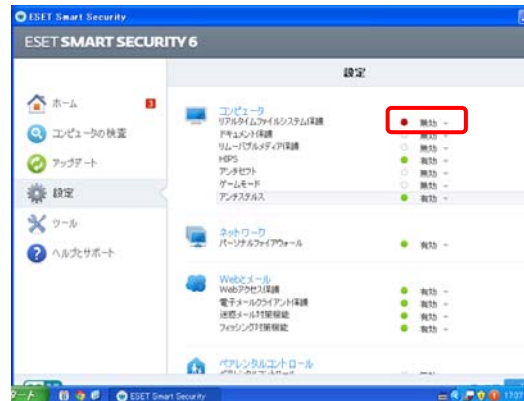 ESET Smart Security
ESET SMART SECURITY 6
設定
ホーム 3
コンピュータの検査
アップデート
設定
ツール
ヘルプとサポート
コンピュータ
リアルタイムファイルシステム保護 無効
ドキュメント保護 無効
リムーバブルメディア保護 無効
HIPS 有効
アンチセフト 無効
ゲームモード 無効
アンチステルス 有効
ネットワーク
パーソナルファイアウォール 有効
Webとメール
Webアクセス保護 有効
電子メールクライアント保護 有効
迷惑メール対策機能 有効
フィッシング対策機能 有効
ペアレンタルコントロール
ESET Smart Security